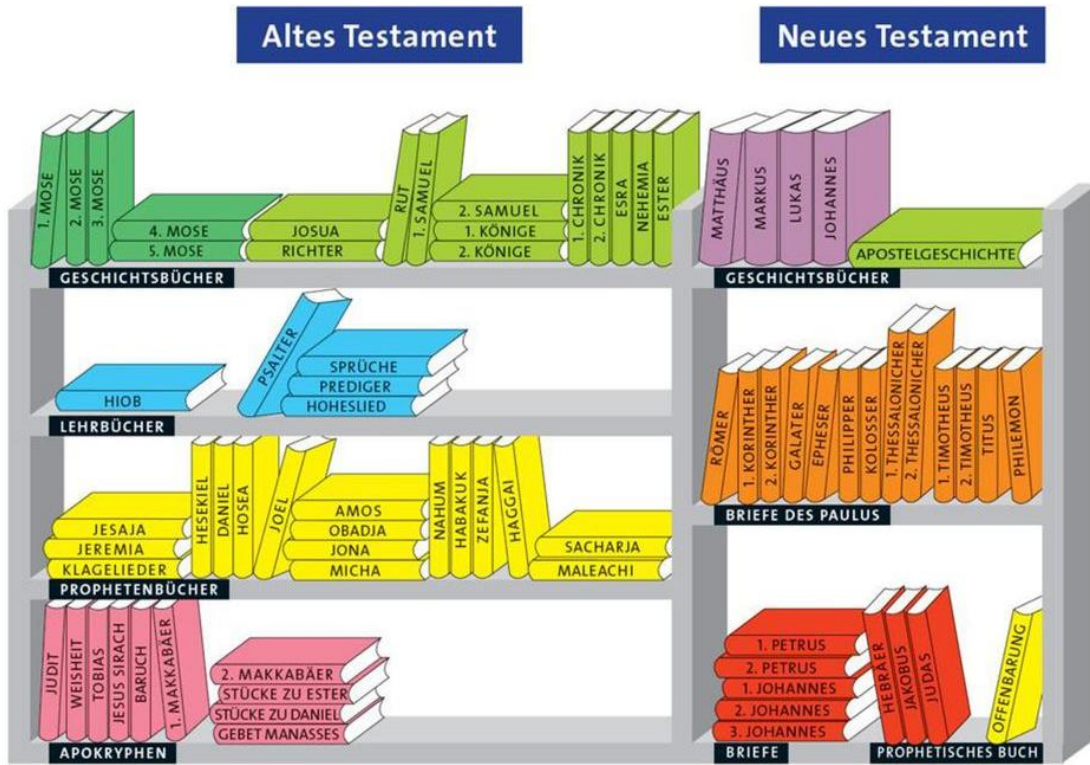 Altes Testament
Neues Testament
1. MOSE
2. MOSE
3. MOSE
4. MOSE
5. MOSE
JOSUA
RICHTER
RUT
1. SAMUEL
2. SAMUEL
1. KÖNIGE
2. KÖNIGE
1. CHRONIK
2. CHRONIK
ESRA
NEHEMIA
ESTER
GESCHICHTSBÜCHER
MATTHÄUS
MARKUS
LUKAS
JOHANNES
APOSTELGESCHICHTE
GESCHICHTSBÜCHER
HIOB
PSALTER
SPRÜCHE
PREDIGER
HOHESLIED
LEHRBÜCHER
RÖMER
1. KORINTHER
2. KORINTHER
GALATER
EPHESER
PHILIPPER
KOLOSSER
1. THESSALONICHER
2. THESSALONICHER
1. TIMOTHEUS
2. TIMOTHEUS
TITUS
PHILEMON
BRIEFE DES PAULUS
JESAJA
JEREMIA
KLAGELIEDER
HESEKIEL
DANIEL
HOSEA
JOEL
AMOS
OBADJA
JONA
MICHA
NAHUM
HABAKUK
ZEFANJA
HAGGAI
SACHARJA
MALEACHI
PROPHETENBÜCHER
JUDIT
WEISHEIT
TOBIAS
JESUS SIRACH
BARUCH
1. MAKKABÄER
2. MAKKABÄER
STÜCKE ZU ESTER
STÜCKE ZU DANIEL
GEBET MANASSES
APOKRYPHEN
1. PETRUS
2. PETRUS
1. JOHANNES
2. JOHANNES
3. JOHANNES
HEBRÄER
JAKOBUS
JUDAS
BRIEFE
OFFENBARUNG
PROPHETISCHES BUCH